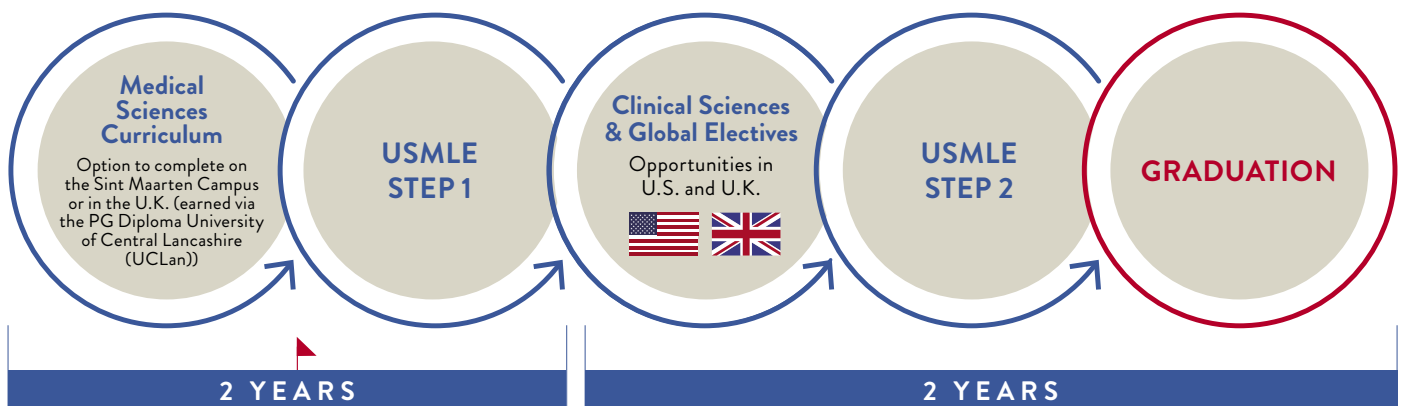 Medical
Sciences
Curriculum
Option to complete on
the Sint Maarten Campus
or in the U.K. (earned via
the PG Diploma University
of Central Lancashire
(UCLan))
USMLE
STEP 1
Clinical Sciences
& Global Electives
Opportunities in
U.S. and U.K.
USMLE
STEP 2
GRADUATION
2 YEARS
2 YEARS